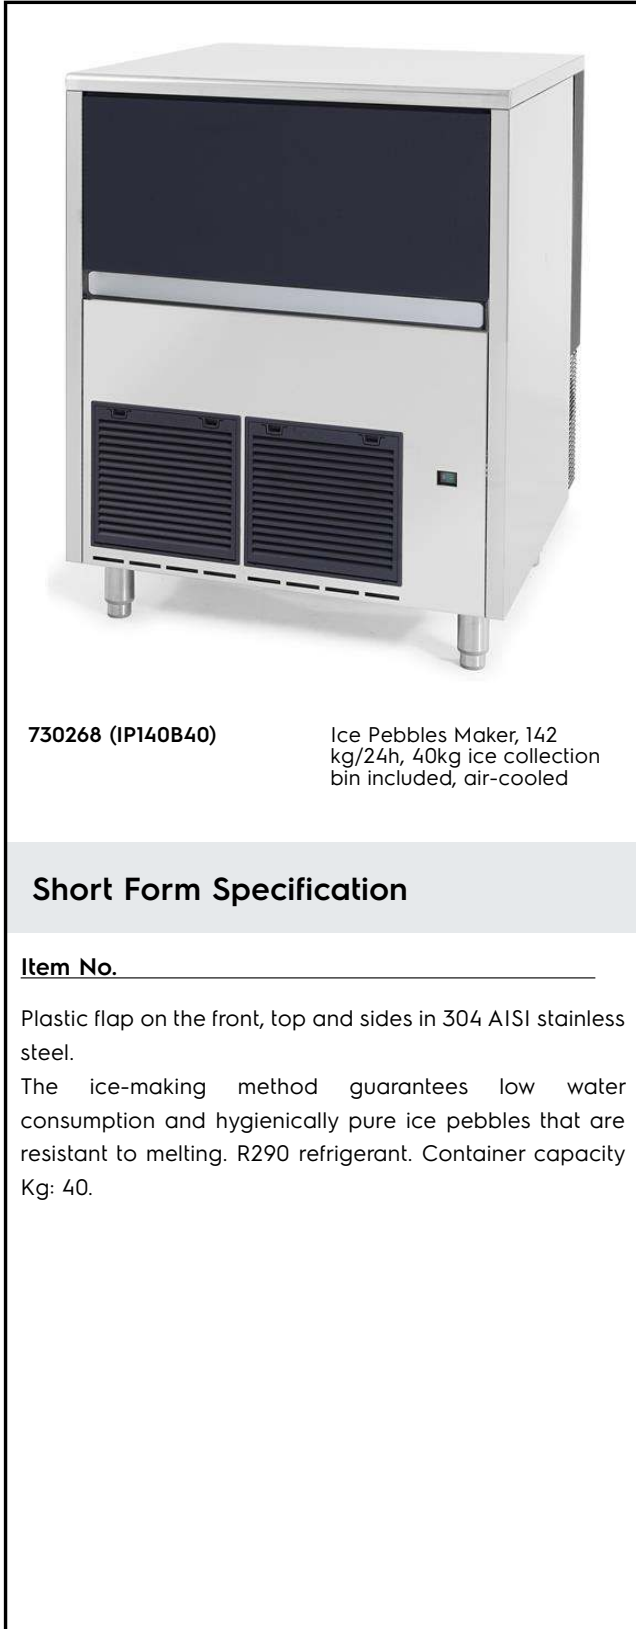 730268 (IP140B40)
Ice Pebbles Maker, 142
kg/24h, 40kg ice collection
bin included, air-cooled
Short Form Specification
Item No.
Plastic flap on the front, top and sides in 304 AISI stainless
steel.
The ice-making method guarantees low water
consumption and hygienically pure ice pebbles that are
resistant to melting. R290 refrigerant. Container capacity
Kg: 40.